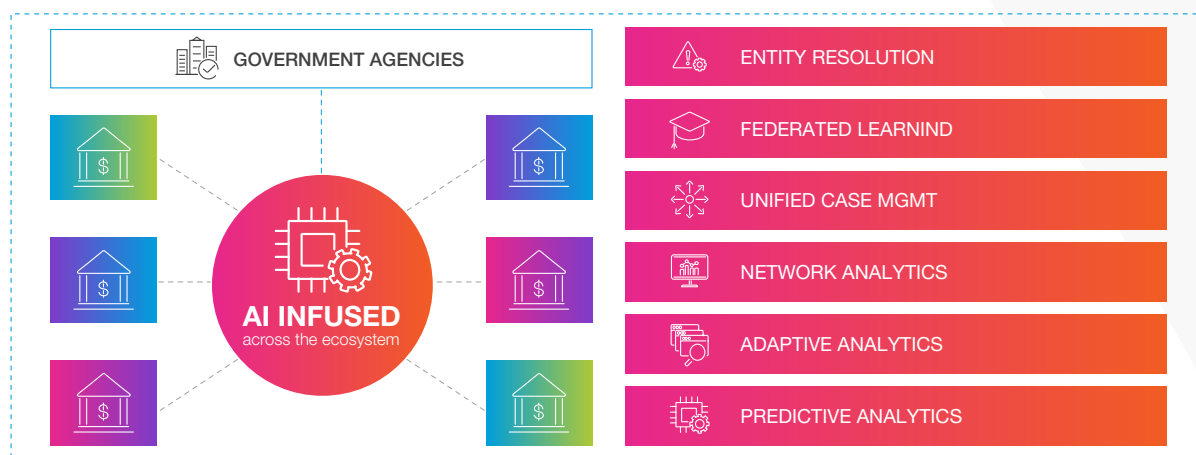 GOVERNMENT AGENCIES
$
$
$
$
$
$
AI INFUSED
across the ecosystem
ENTITY RESOLUTION
FEDERATED LEARNIND
UNIFIED CASE MGMT
NETWORK ANALYTICS
ADAPTIVE ANALYTICS
PREDICTIVE ANALYTICS